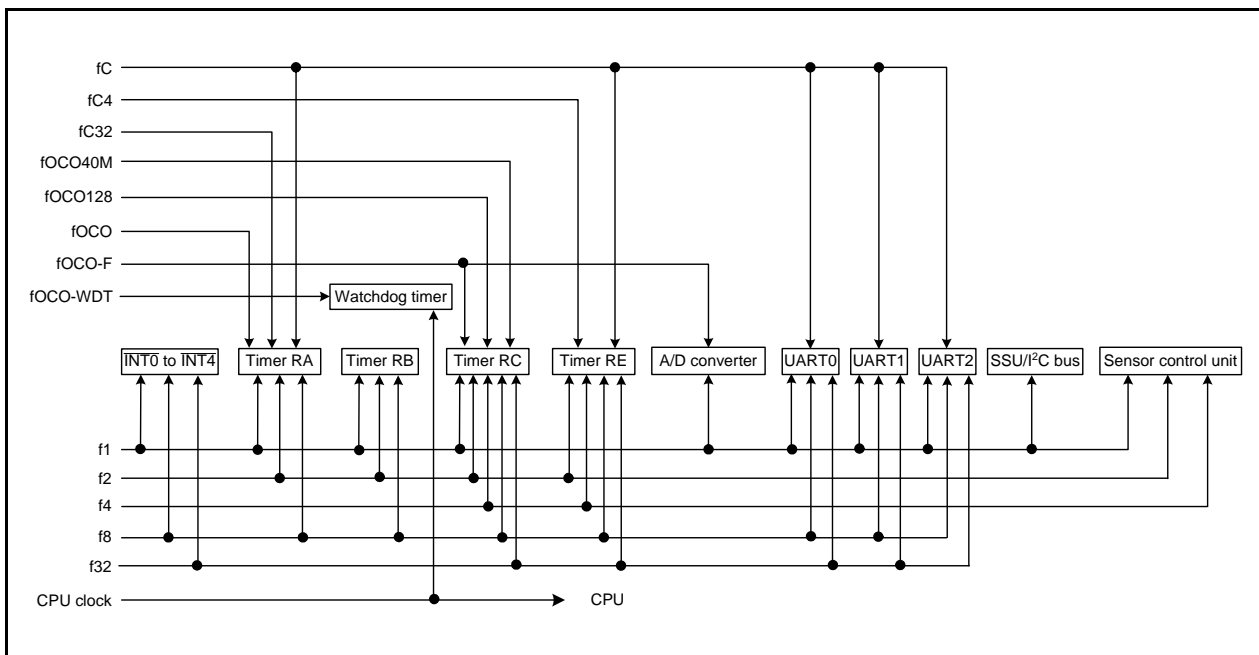 fC
fC4
fC32
fOCO40M
fOCO128
fOCO
fOCO-F
fOCO-WDT
Watchdog timer
INT0 to INT4
Timer RA
Timer RB
Timer RC
Timer RE
A/D converter
UART0
UART1
UART2
SSU/I²C bus
Sensor control unit
f1
f2
f4
f8
f32
CPU clock
CPU